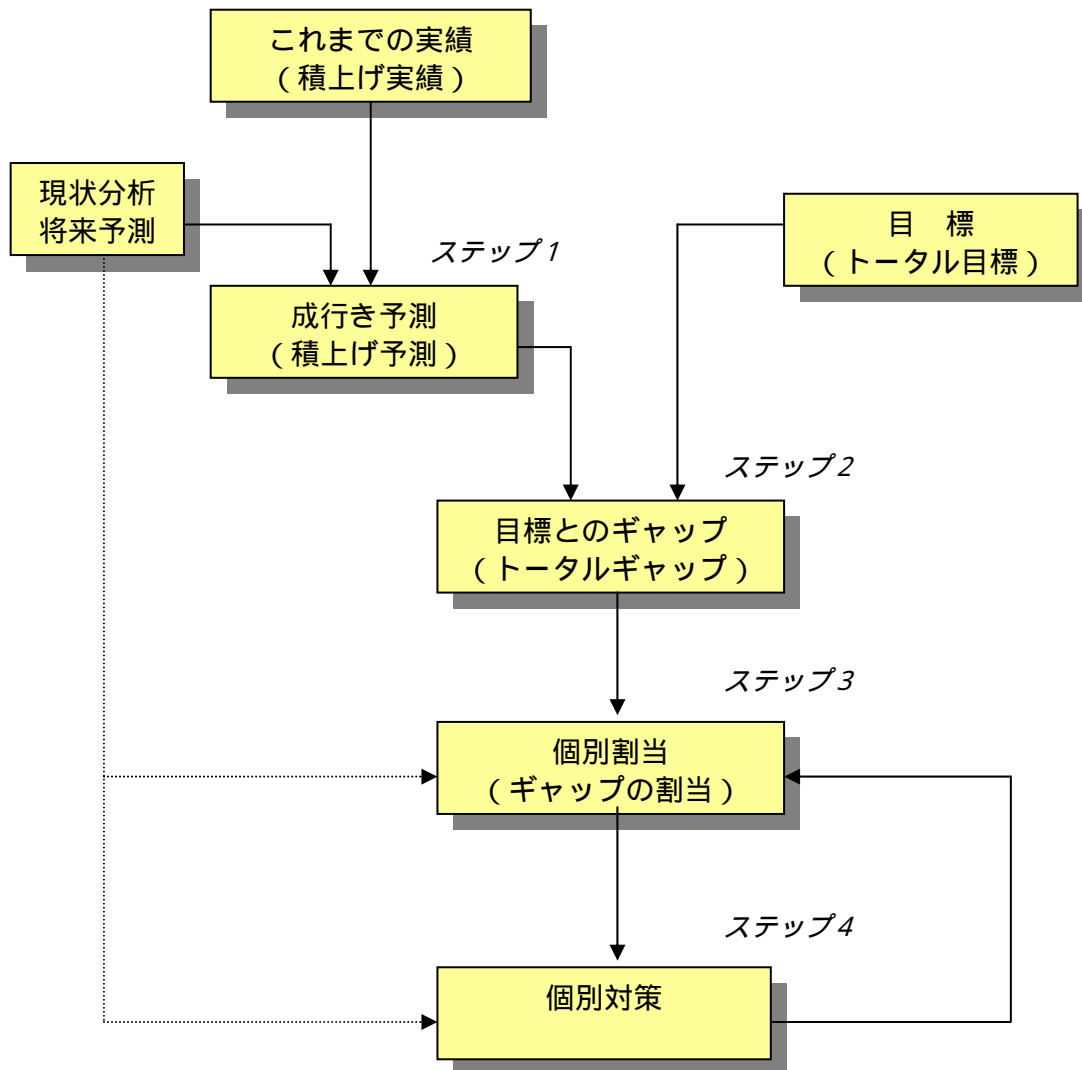 これまでの実績
(積上げ実績)
現状分析
将来予測
目　標
(トータル目標)
ステップ1
成行き予測
(積上げ予測)
ステップ2
目標とのギャップ
(トータルギャップ)
ステップ3
個別割当
(ギャップの割当)
ステップ4
個別対策